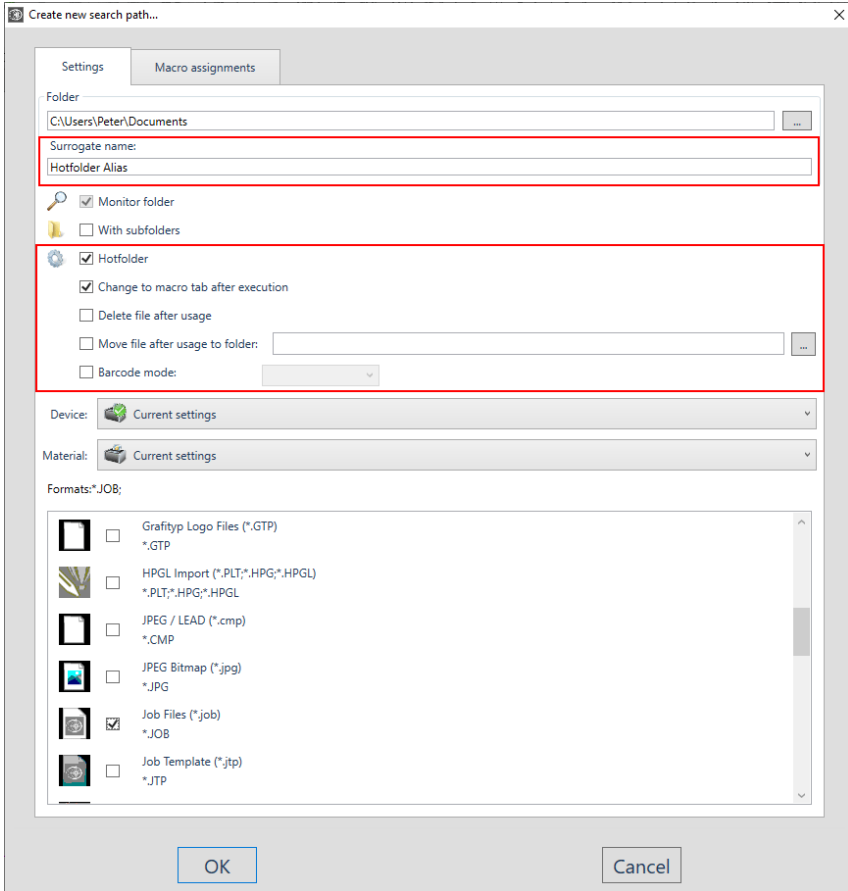 Create new search path...
Settings
Macro assignments
Folder
C:\Users\Peter\Documents
...
Surrogate name:
Hotfolder Alias
Monitor folder
With subfolders
Hotfolder
Change to macro tab after execution
Delete file after usage
Move file after usage to folder:
...
Barcode mode:
Device: Current settings
Material: Current settings
Formats:*.JOB;
Grafityp Logo Files (*.GTP)
*.GTP
HPGL Import (*.PLT;*.HPG;*.HPGL)
*.PLT;*.HPG;*.HPGL
JPEG / LEAD (*.cmp)
*.CMP
JPEG Bitmap (*.jpg)
*.JPG
Job Files (*.job)
*.JOB
Job Template (*.jtp)
*.JTP
OK
Cancel